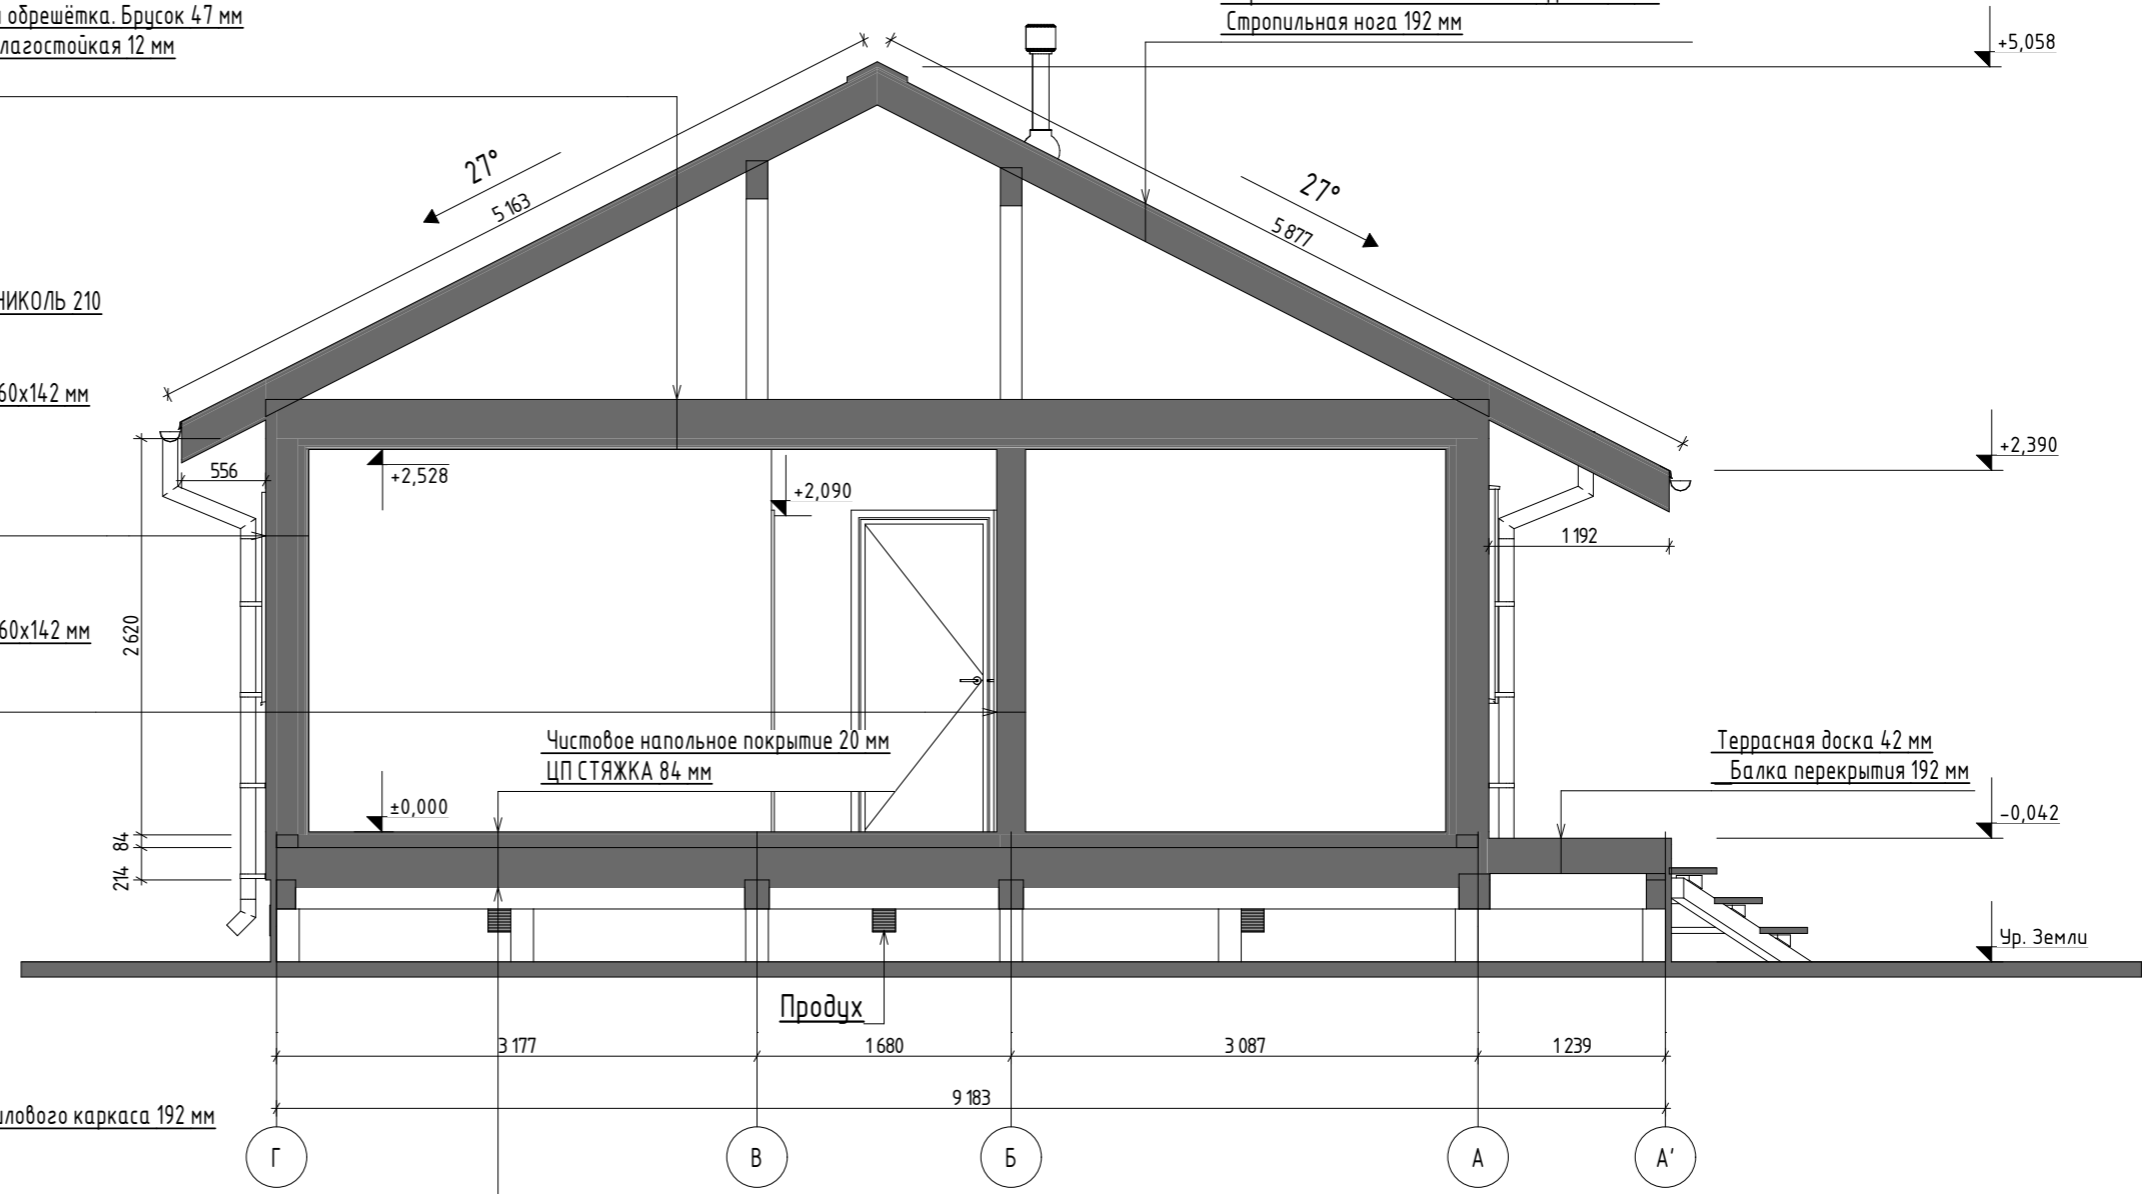 обрешётка. Брусок 47 мм
лагостойкая 12 мм
Стропильная нога 192 мм
+5,058
27°
5 163
27°
5 877
НИКОЛЬ 210
60х142 мм
+2,390
556
+2,528
+2,090
1 192
2 620
60х142 мм
Чистовое напольное покрытие 20 мм
ЦП СТЯЖКА 84 мм
Террасная доска 42 мм
Балка перекрытия 192 мм
±0,000
-0,042
84
214
Ур. Земли
Продух
3 177
1 680
3 087
1 239
9 183
илового каркаса 192 мм
Г
В
Б
А
А'